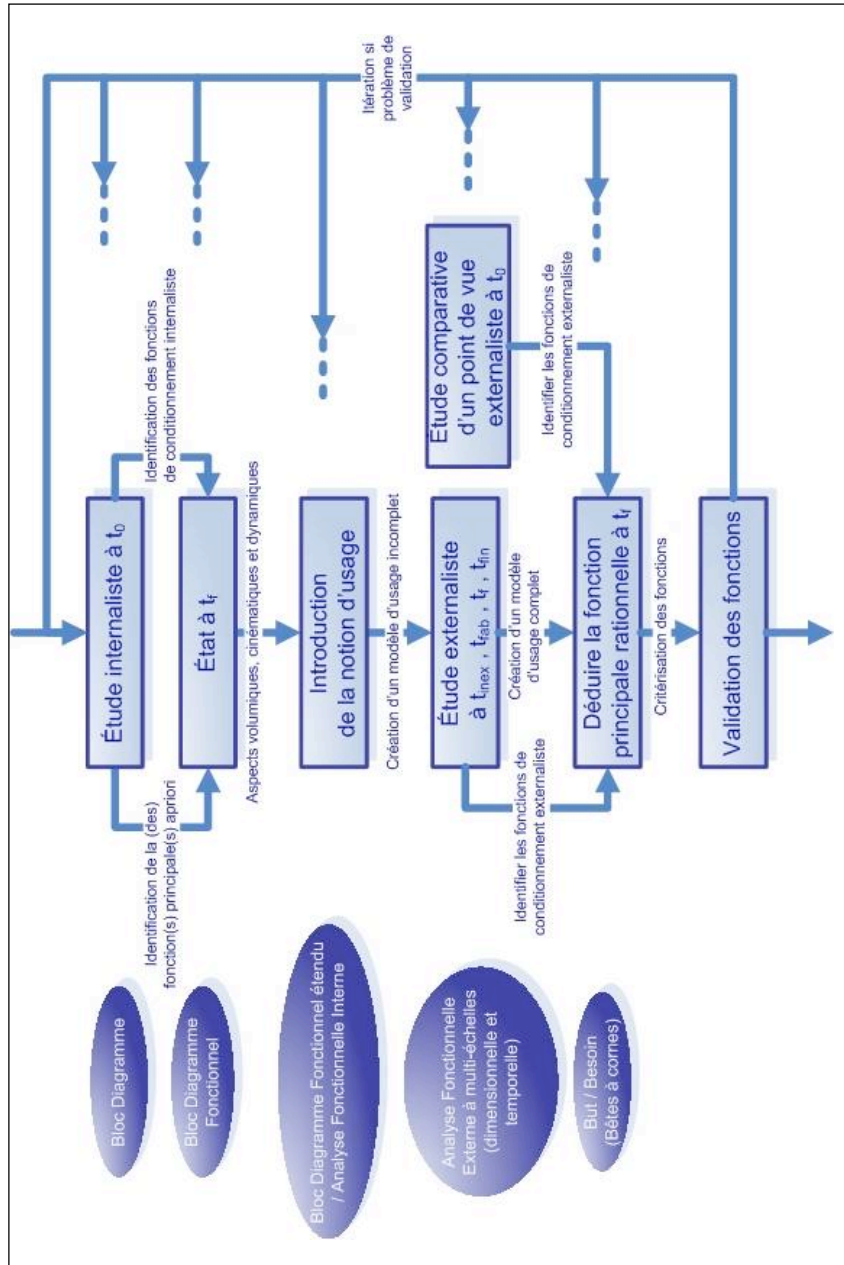 Bloc Diagramme
Bloc Diagramme
Fonctionnel
Bloc Diagramme Fonctionnel étendu
/ Analyse Fonctionnelle Interne
Analyse Fonctionnelle
Externe à multi-échelles
(dimensionnelle et
temporelle)
But / Besoin
(Bêtes à cornes)
Étude internaliste à t0
Identification de la (des)
fonction(s) principale(s) apriori
Identification des fonctions
de conditionnement internaliste
État à tf
Aspects volumiques, cinématiques et dynamiques
Introduction
de la notion d'usage
Création d'un modèle d'usage incomplet
Étude externaliste
à tinex , tfab , tf , tfin
Étude comparative
d'un point de vue
externaliste à t0
Identifier les fonctions de
conditionnement externaliste
Création d'un modèle
d'usage complet
Identifier les fonctions de
conditionnement externaliste
Déduire la fonction
principale rationnelle à tf
Critérisation des fonctions
Validation des fonctions
Itération si
problème de
validation